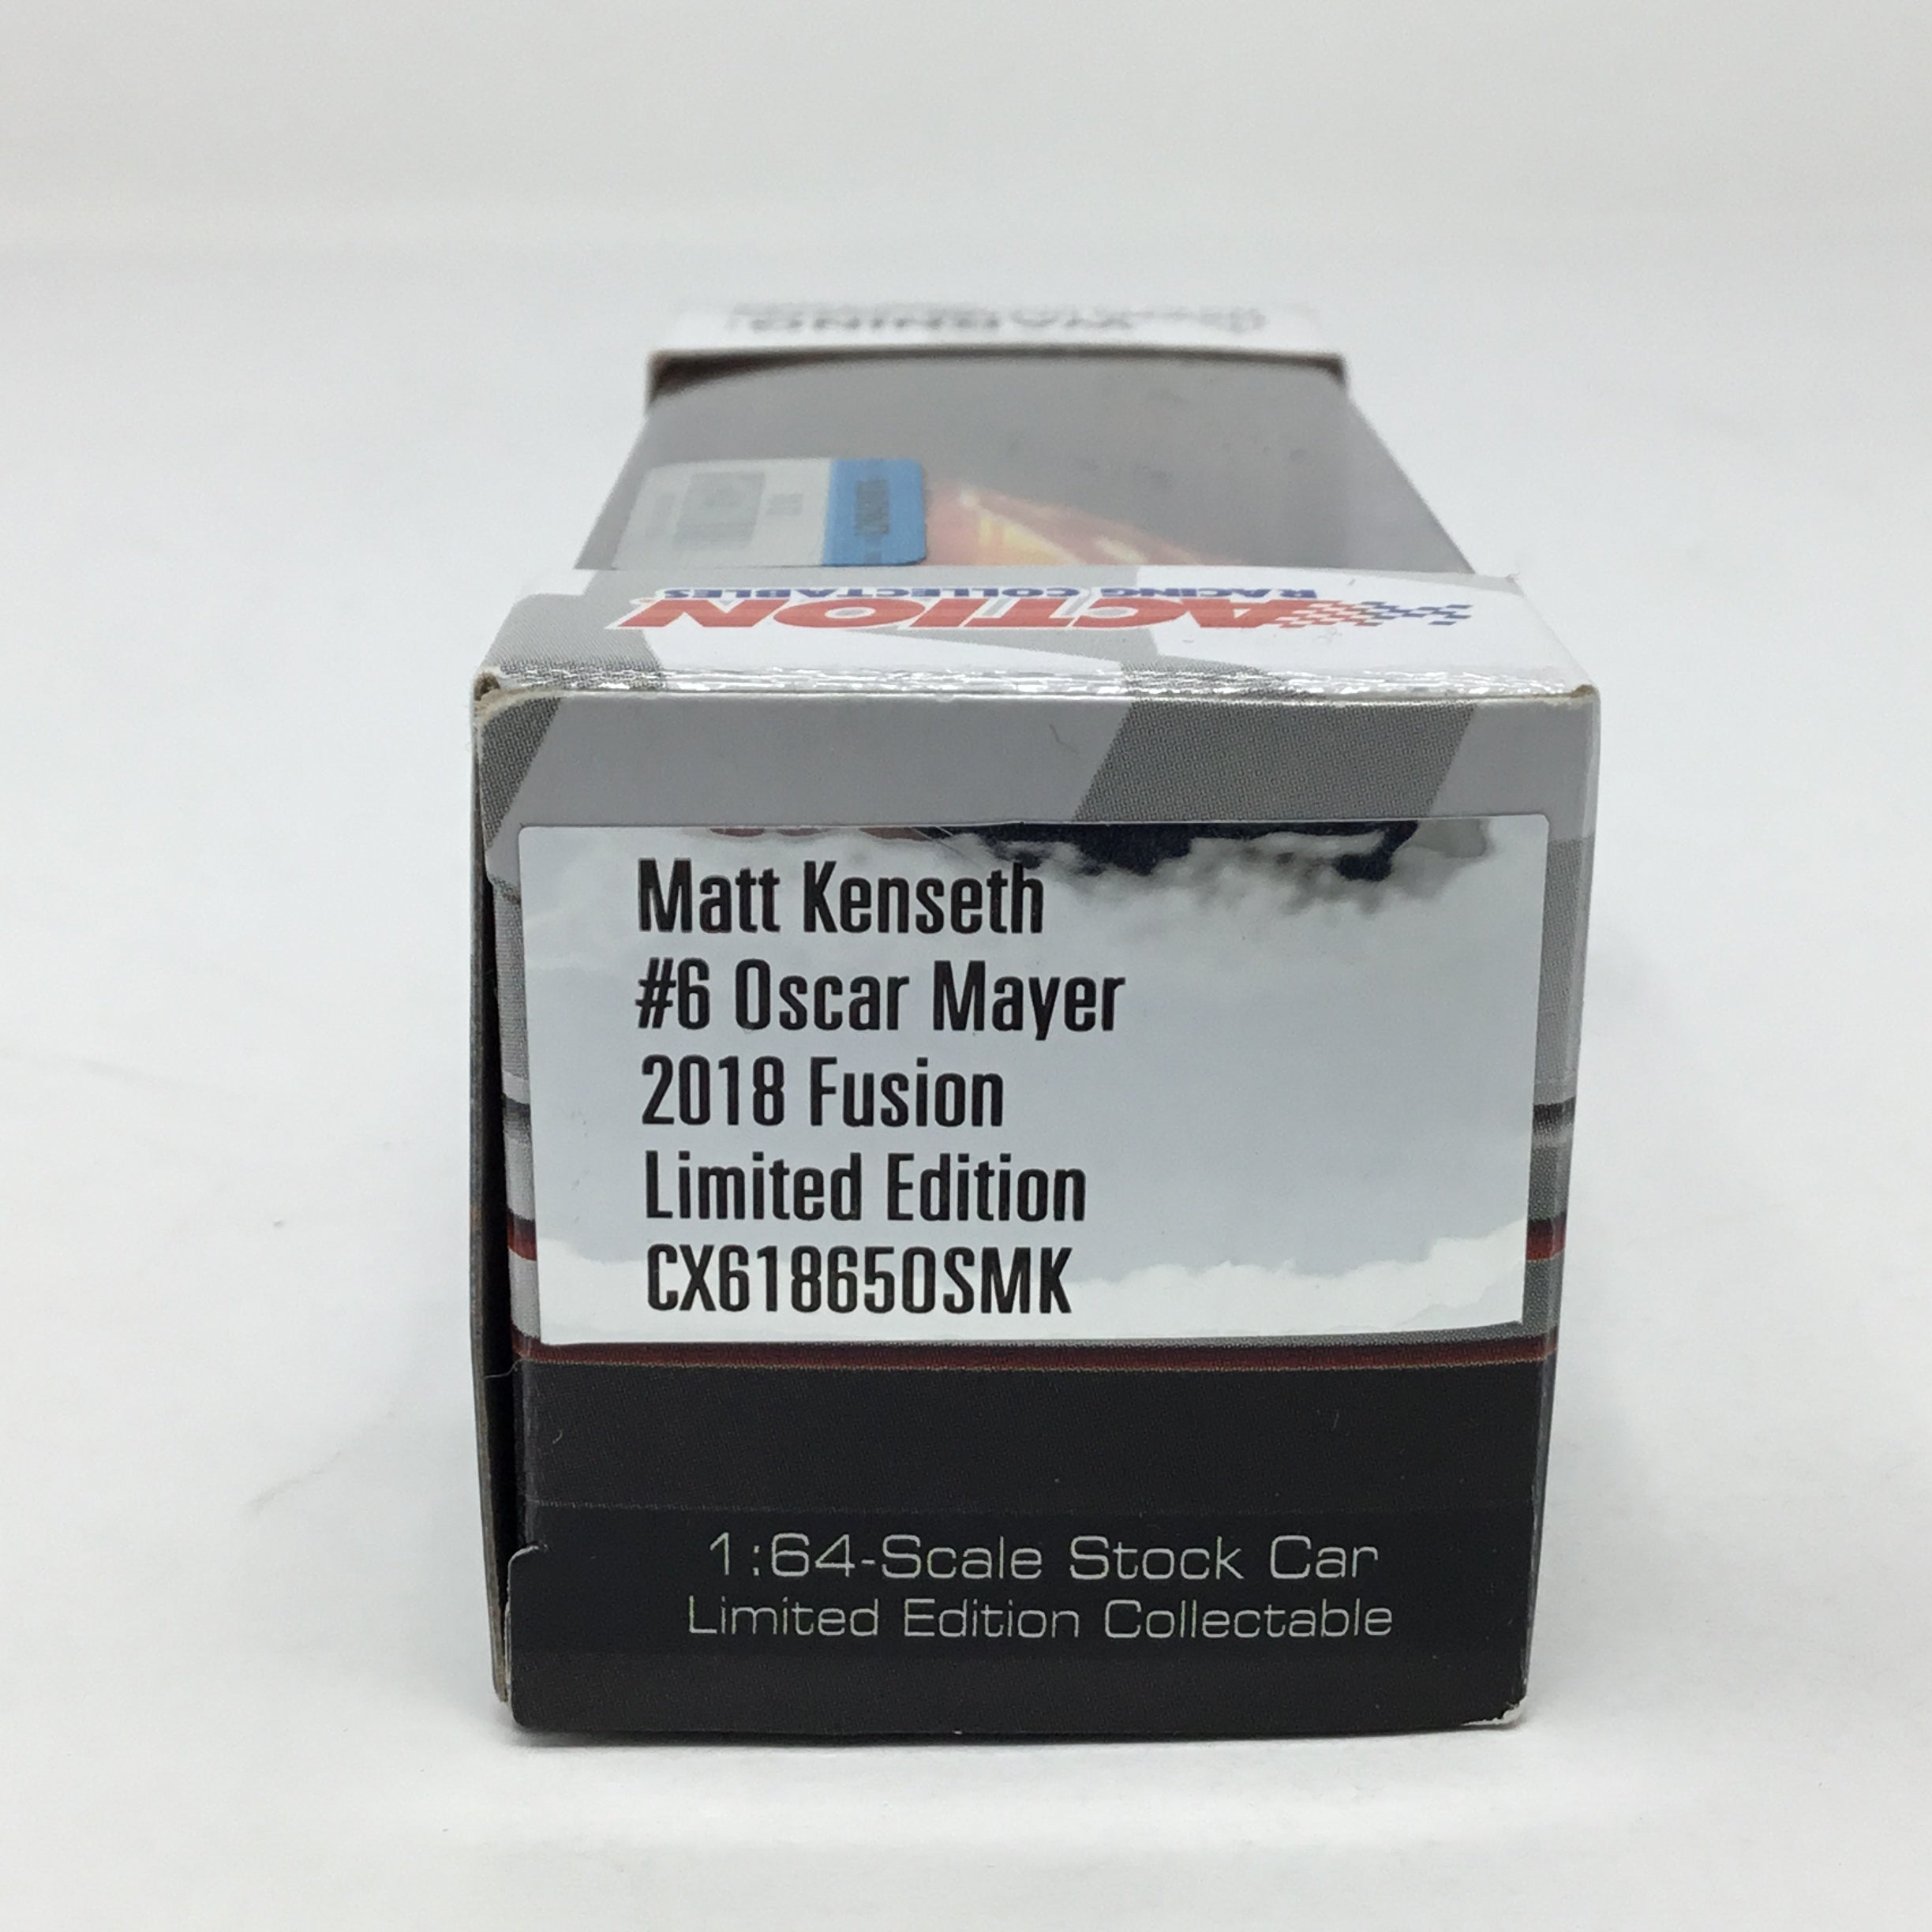 WARNING
ACTION
RACING COLLECTABLES
Matt Kenseth
#6 Oscar Mayer
2018 Fusion
Limited Edition
CX618650SMK
1:64-Scale Stock Car
Limited Edition Collectable